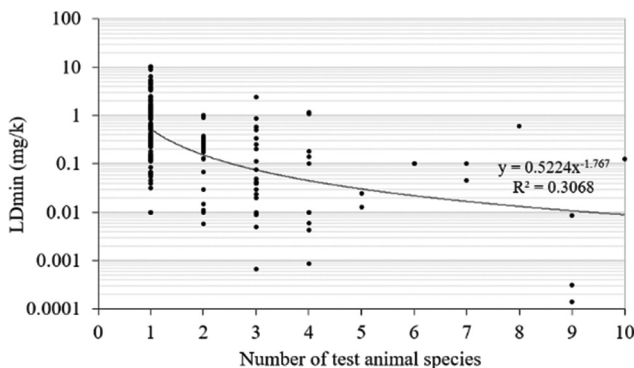 100
10
1
0.1
0.01
0.001
0.0001
LDmin (mg/k)
y = 0.5224x^-1.767
R² = 0.3068
0 1 2 3 4 5 6 7 8 9 10
Number of test animal species